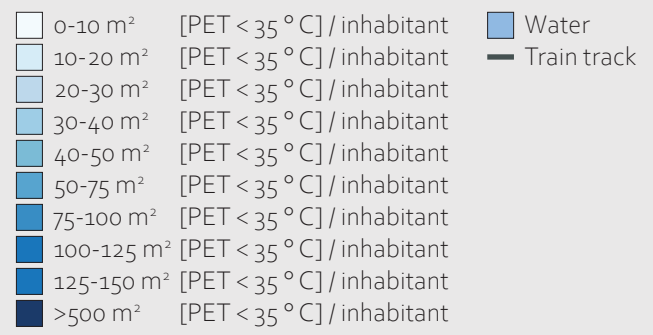 0-10 m² [PET < 35 °C] / inhabitant
10-20 m² [PET < 35 °C] / inhabitant
20-30 m² [PET < 35 °C] / inhabitant
30-40 m² [PET < 35 °C] / inhabitant
40-50 m² [PET < 35 °C] / inhabitant
50-75 m² [PET < 35 °C] / inhabitant
75-100 m² [PET < 35 °C] / inhabitant
100-125 m² [PET < 35 °C] / inhabitant
125-150 m² [PET < 35 °C] / inhabitant
>500 m² [PET < 35 °C] / inhabitant
Water
Train track